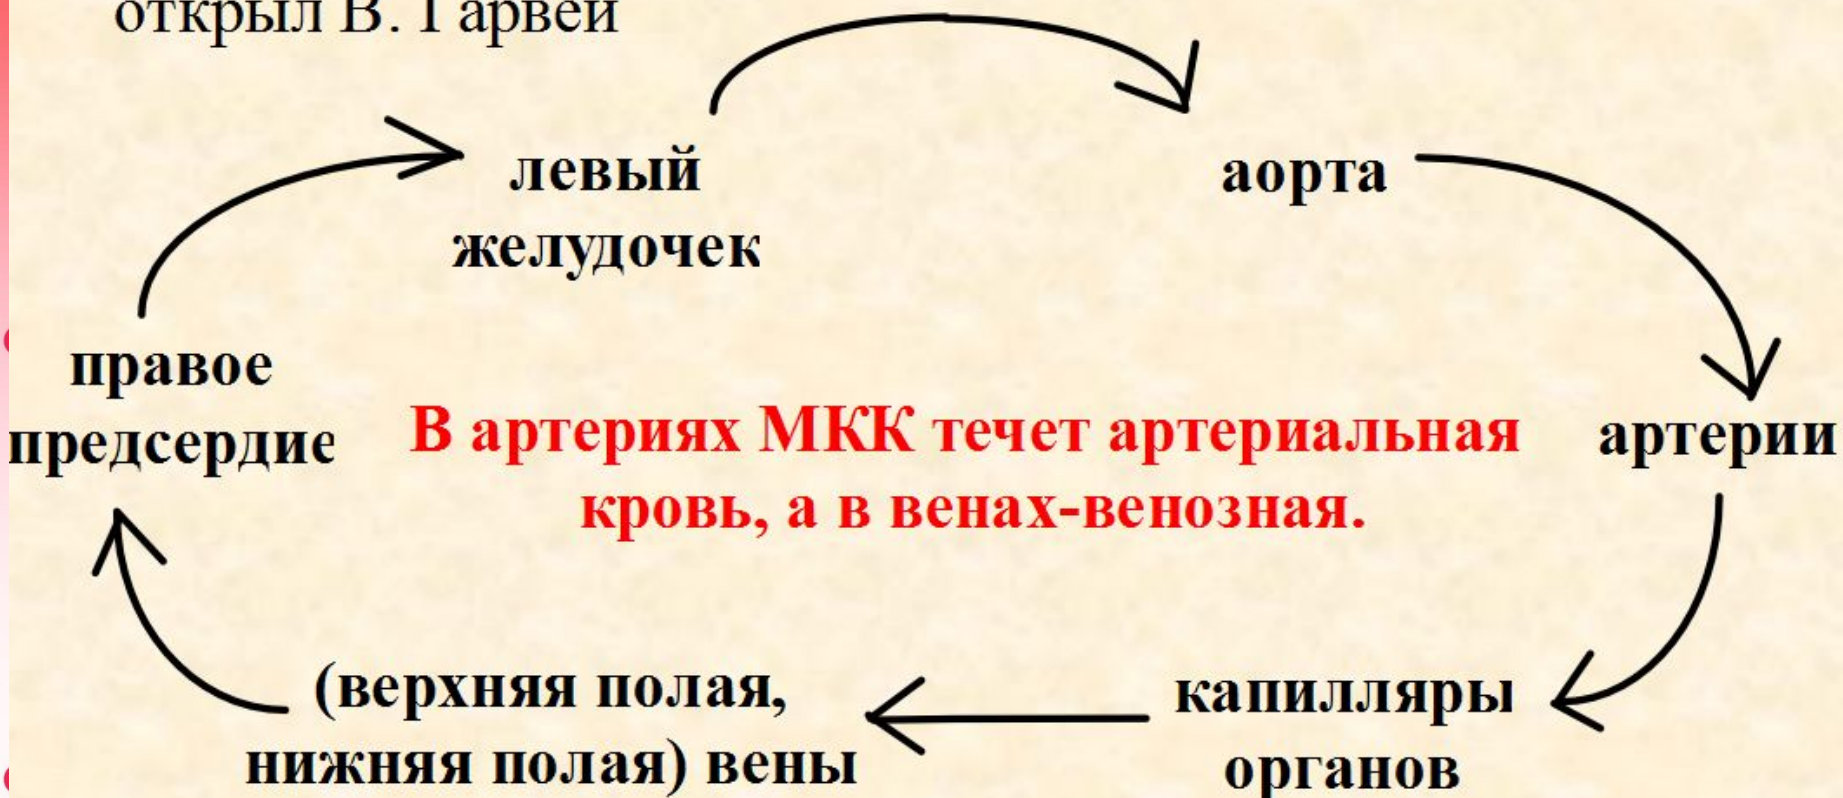 открыл В. Гарвей
левый
желудочек
аорта
правое
предсердие
В артериях МКК течет артериальная
кровь, а в венах-венозная.
артерии
(верхняя полая,
нижняя полая) вены
капилляры
органов